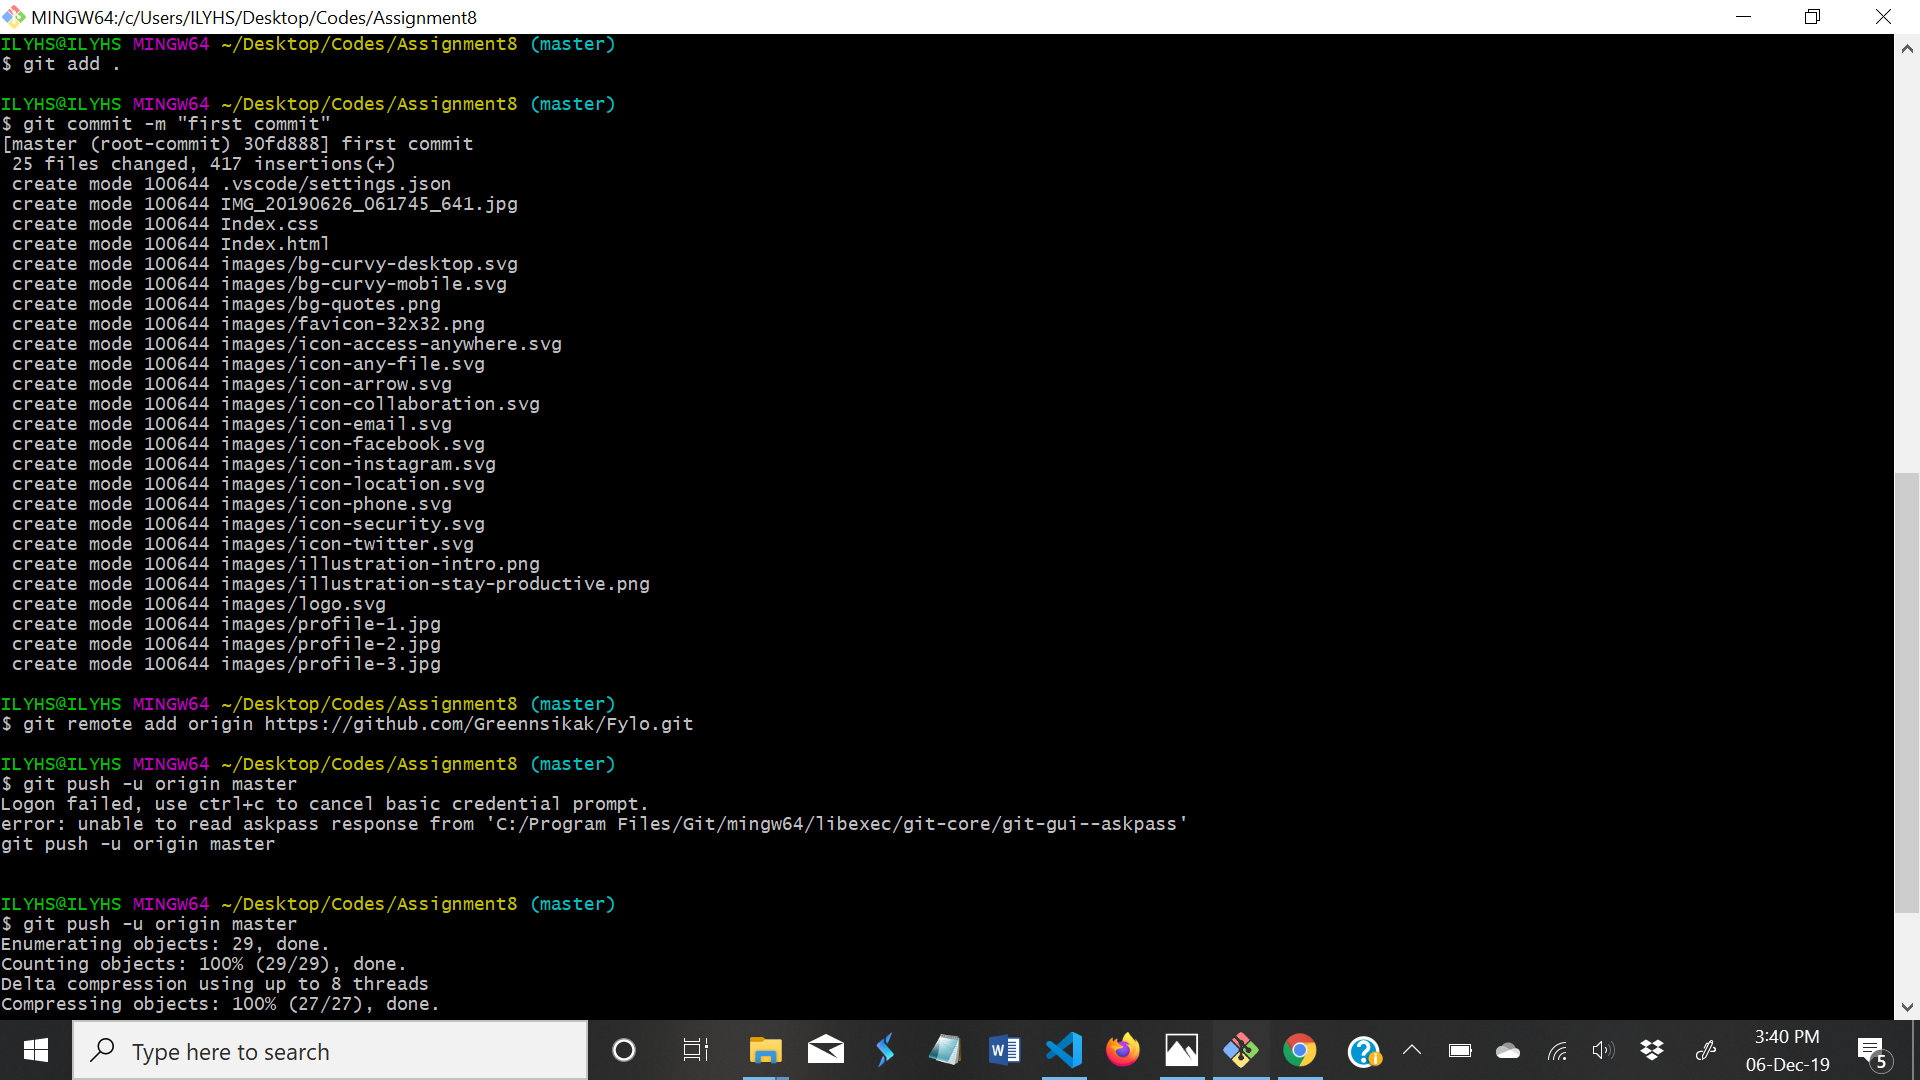 MINGW64:/c/Users/ILYHS/Desktop/Codes/Assignment8
ILYHS@ILYHS MINGW64 ~/Desktop/Codes/Assignment8 (master)
$ git add .
ILYHS@ILYHS MINGW64 ~/Desktop/Codes/Assignment8 (master)
$ git commit -m "first commit"
[master (root-commit) 30fd888] first commit
 25 files changed, 417 insertions(+)
 create mode 100644 .vscode/settings.json
 create mode 100644 IMG_20190626_061745_641.jpg
 create mode 100644 Index.css
 create mode 100644 Index.html
 create mode 100644 images/bg-curvy-desktop.svg
 create mode 100644 images/bg-curvy-mobile.svg
 create mode 100644 images/bg-quotes.png
 create mode 100644 images/favicon-32x32.png
 create mode 100644 images/icon-access-anywhere.svg
 create mode 100644 images/icon-any-file.svg
 create mode 100644 images/icon-arrow.svg
 create mode 100644 images/icon-collaboration.svg
 create mode 100644 images/icon-email.svg
 create mode 100644 images/icon-facebook.svg
 create mode 100644 images/icon-instagram.svg
 create mode 100644 images/icon-location.svg
 create mode 100644 images/icon-phone.svg
 create mode 100644 images/icon-security.svg
 create mode 100644 images/icon-twitter.svg
 create mode 100644 images/illustration-intro.png
 create mode 100644 images/illustration-stay-productive.png
 create mode 100644 images/logo.svg
 create mode 100644 images/profile-1.jpg
 create mode 100644 images/profile-2.jpg
 create mode 100644 images/profile-3.jpg
ILYHS@ILYHS MINGW64 ~/Desktop/Codes/Assignment8 (master)
$ git remote add origin https://github.com/Greennsikak/Fylo.git
ILYHS@ILYHS MINGW64 ~/Desktop/Codes/Assignment8 (master)
$ git push -u origin master
Logon failed, use ctrl+c to cancel basic credential prompt.
error: unable to read askpass response from 'C:/Program Files/Git/mingw64/libexec/git-core/git-gui--askpass'
git push -u origin master
ILYHS@ILYHS MINGW64 ~/Desktop/Codes/Assignment8 (master)
$ git push -u origin master
Enumerating objects: 29, done.
Counting objects: 100% (29/29), done.
Delta compression using up to 8 threads
Compressing objects: 100% (27/27), done.
Type here to search
3:40 PM
06-Dec-19
5